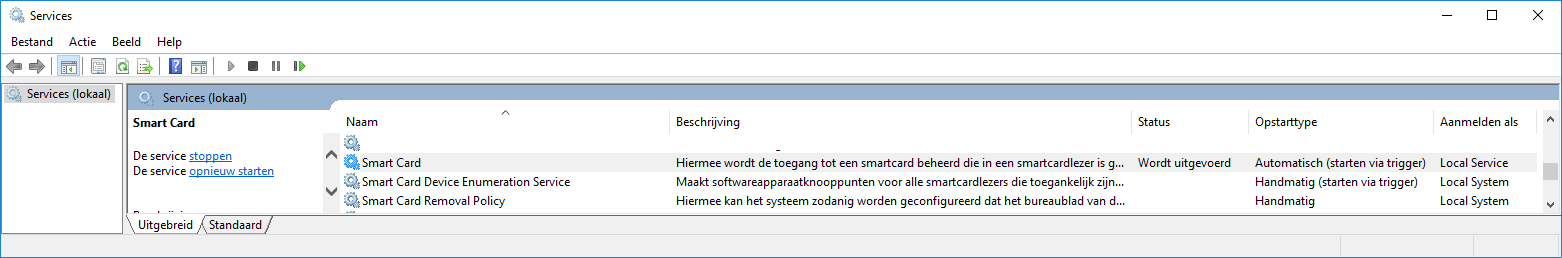 Services
Bestand Actie Beeld Help
Services (lokaal)
Services (lokaal)
Smart Card
De service stoppen
De service opnieuw starten
Naam Beschrijving Status Opstarttype Aanmelden als
Smart Card Hiermee wordt de toegang tot een smartcard beheerd die in een smartcardlezer is g... Wordt uitgevoerd Automatisch (starten via trigger) Local Service
Smart Card Device Enumeration Service Maakt softwareapparaatknooppunten voor alle smartcardlezers die toegankelijk zijn... Handmatig (starten via trigger) Local System
Smart Card Removal Policy Hiermee kan het systeem zodanig worden geconfigureerd dat het bureaublad van d... Handmatig Local System
Uitgebreid Standaard